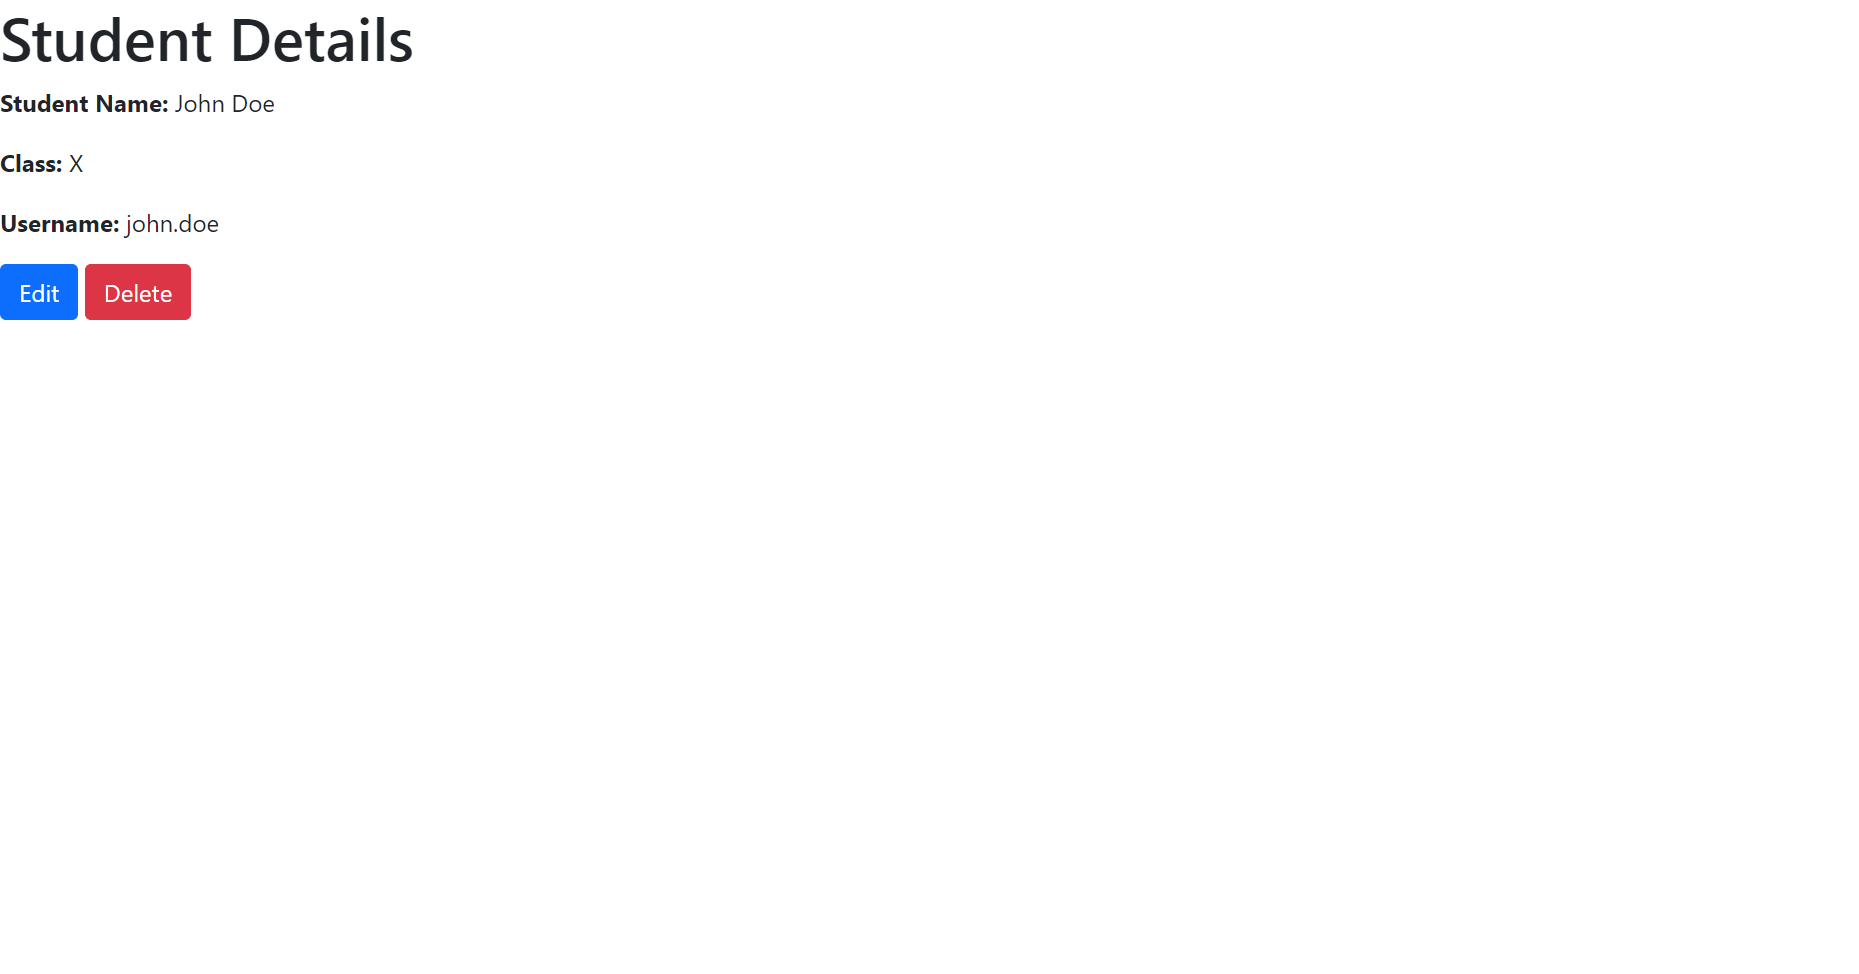 Student Details
Student Name: John Doe
Class: X
Username: john.doe
Edit Delete